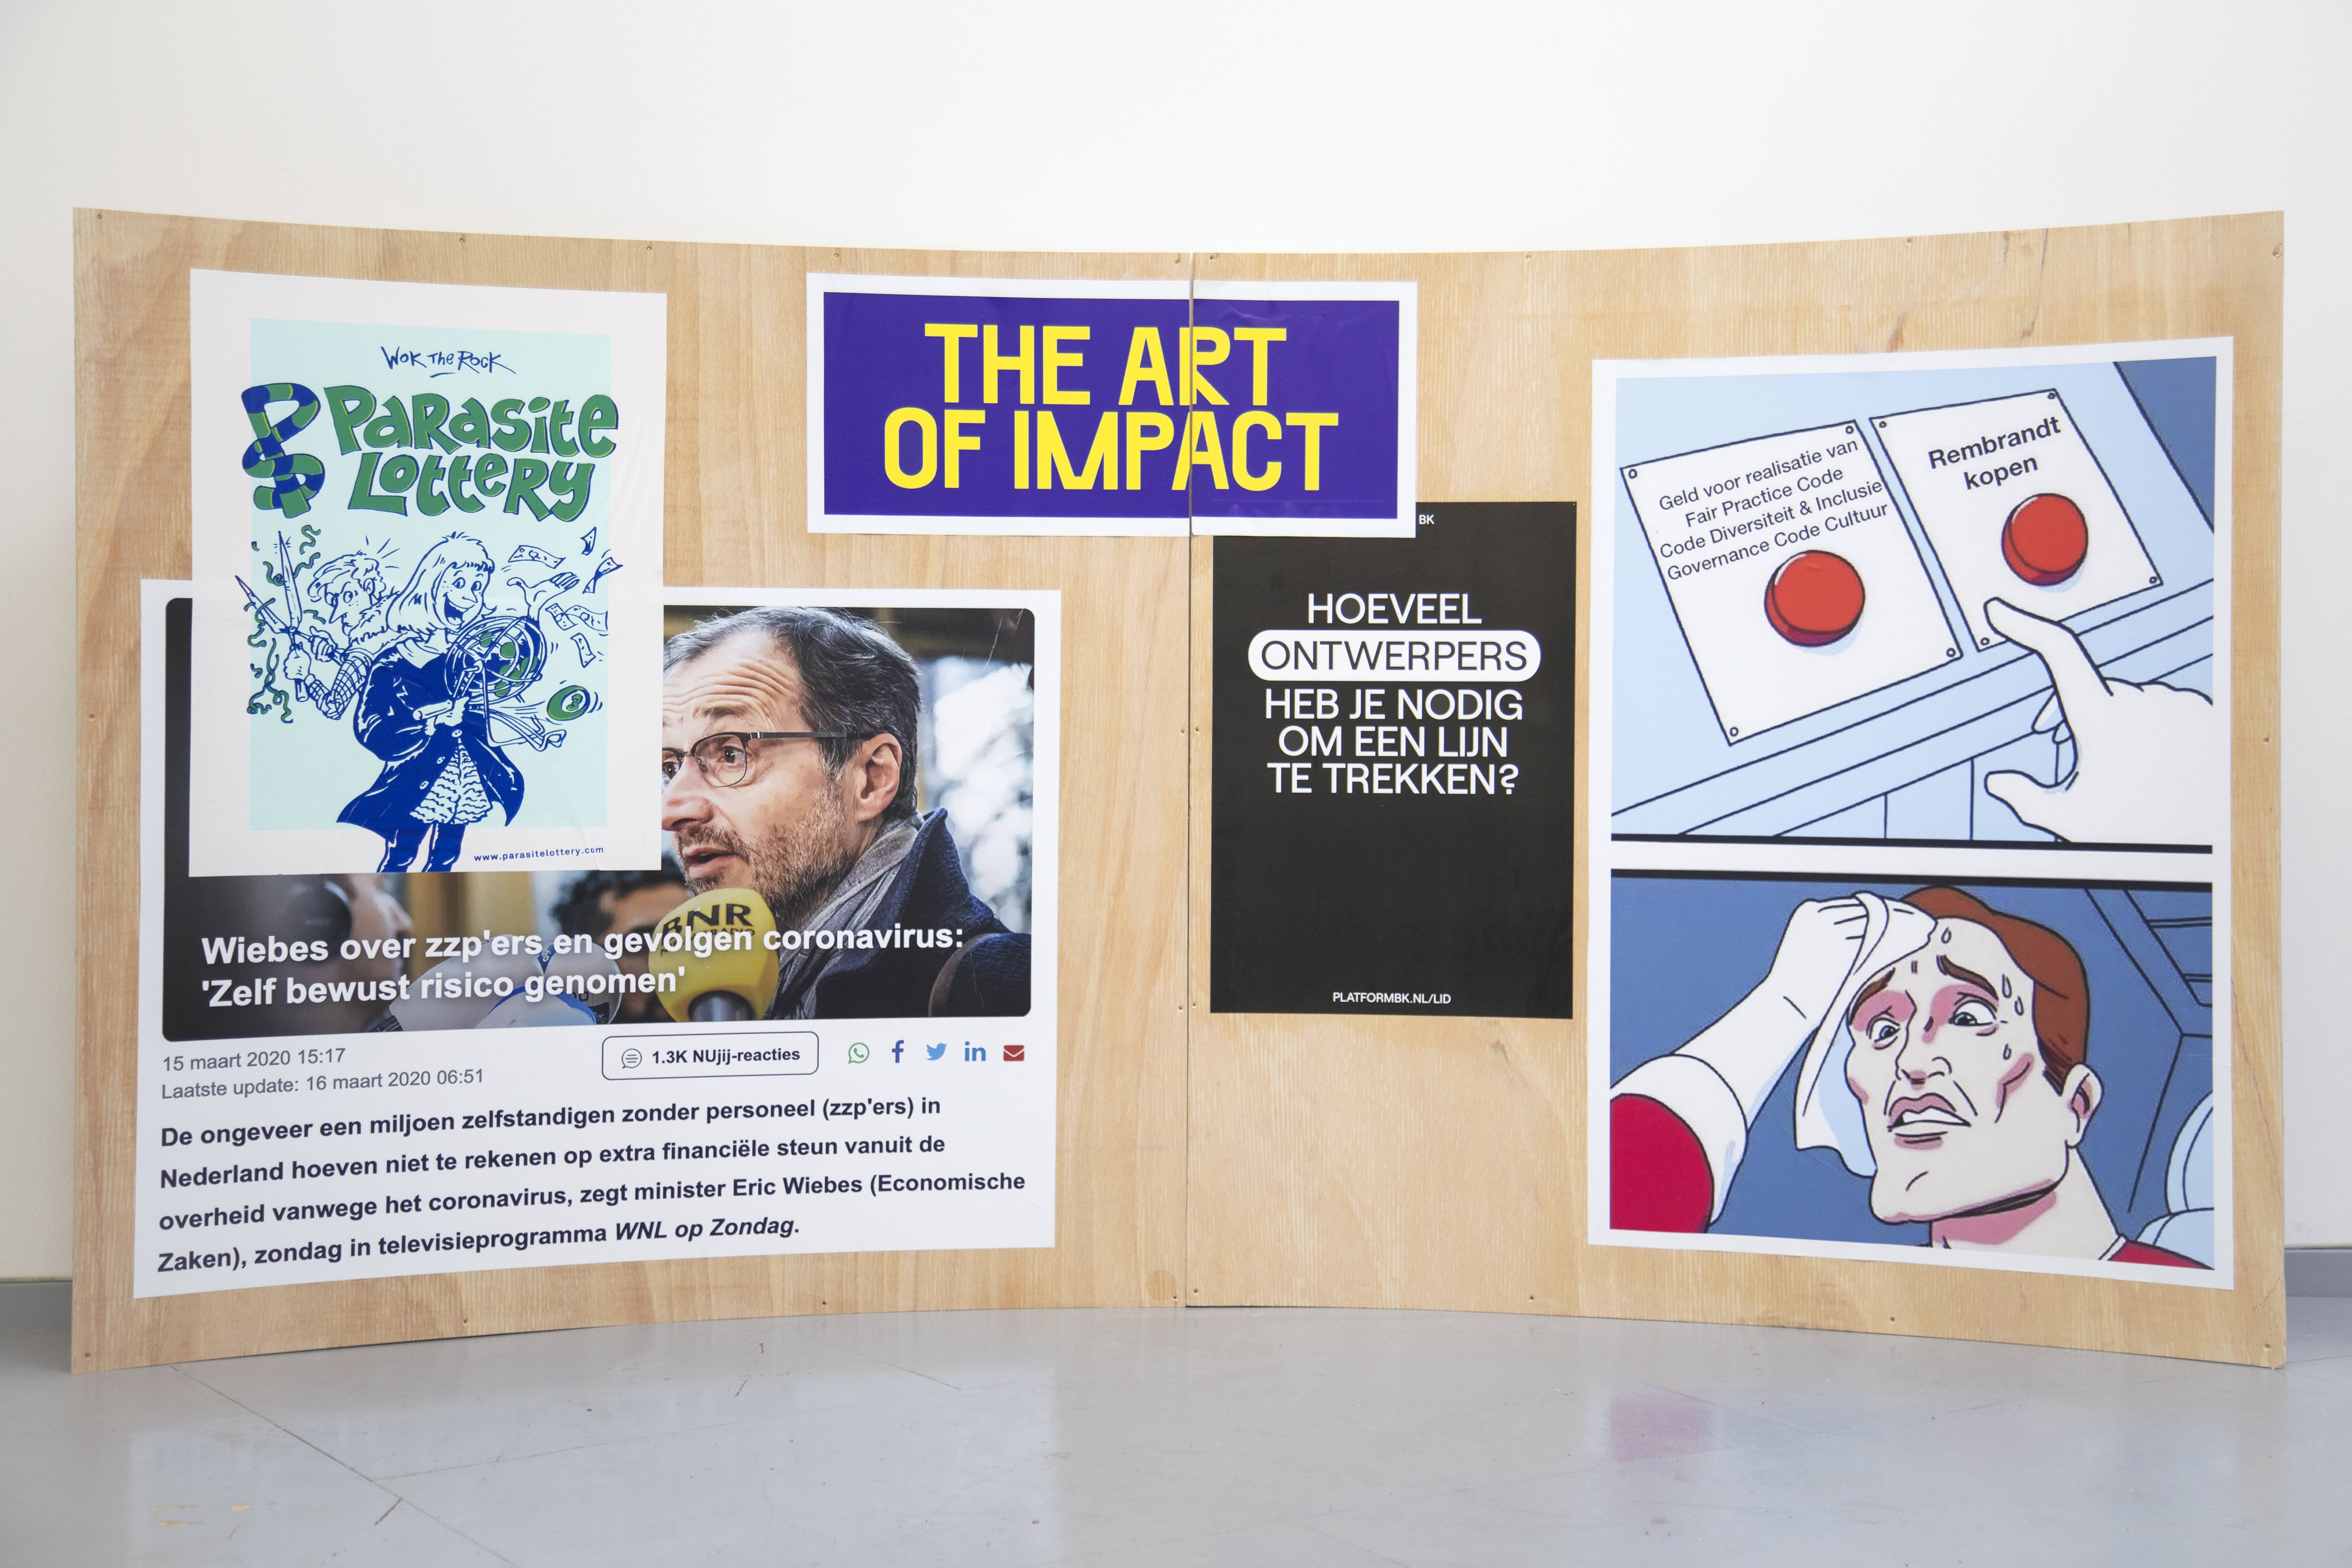 Wok The Rock
Parasite
Lottery
www.parasitelottery.com
THE ART
OF IMPACT
BNR
Wiebes over zzp'ers en gevolgen coronavirus:
'Zelf bewust risico genomen'
15 maart 2020 15:17
Laatste update: 16 maart 2020 06:51
1.3K NUjij-reacties
De ongeveer een miljoen zelfstandigen zonder personeel (zzp'ers) in
Nederland hoeven niet te rekenen op extra financiële steun vanuit de
overheid vanwege het coronavirus, zegt minister Eric Wiebes (Economische
Zaken), zondag in televisieprogramma WNL op Zondag.
BK
HOEVEEL
ONTWERPERS
HEB JE NODIG
OM EEN LIJN
TE TREKKEN?
PLATFORMBK.NL/LID
Geld voor realisatie van
Fair Practice Code
Code Diversiteit & Inclusie
Governance Code Cultuur
Rembrandt
kopen